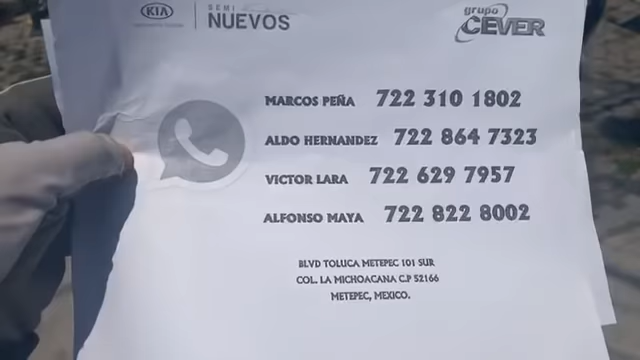 KIA
SEMI
NUEVOS
grupo
CEVER
MARCOS PEÑA 722 310 1802
ALDO HERNANDEZ 722 864 7323
VICTOR LARA 722 629 7957
ALFONSO MAYA 722 822 8002
BLVD TOLUCA METEPEC 101 SUR
COL. LA MICHOACANA C.P 52166
METEPEC, MEXICO.